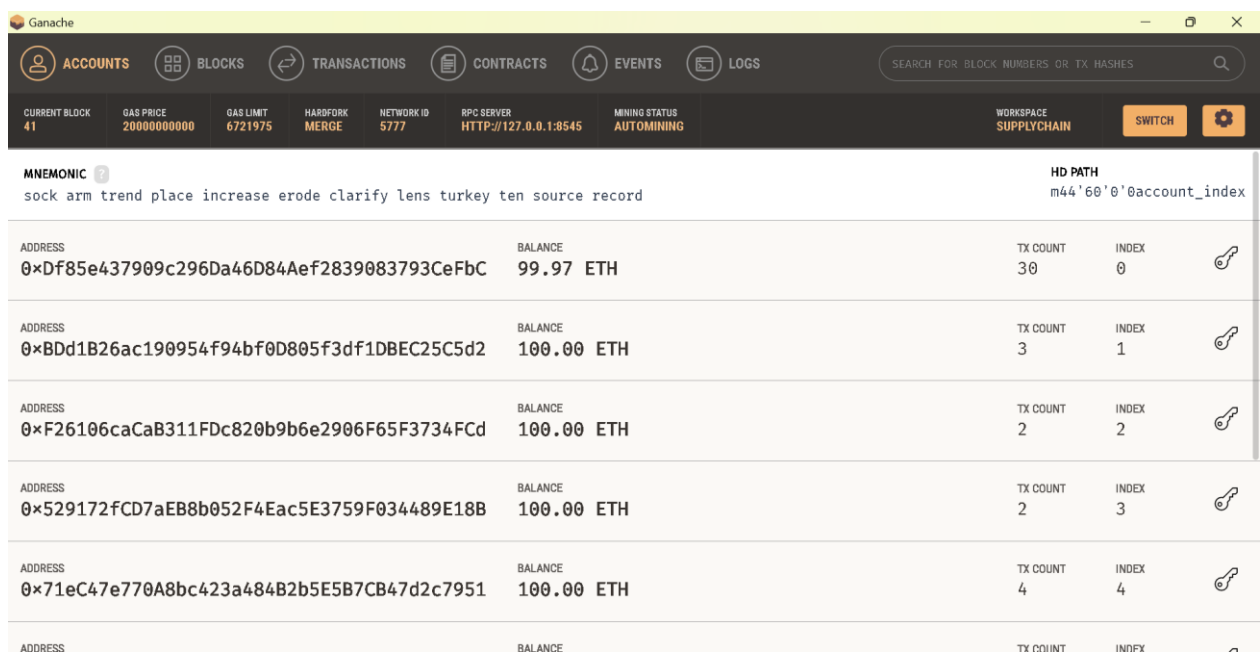 Ganache
ACCOUNTS BLOCKS TRANSACTIONS CONTRACTS EVENTS LOGS SEARCH FOR BLOCK NUMBERS OR TX HASHES
CURRENT BLOCK GAS PRICE GAS LIMIT HARDFORK NETWORK ID RPC SERVER MINING STATUS WORKSPACE
41 20000000000 6721975 MERGE 5777 HTTP://127.0.0.1:8545 AUTOMINING SUPPLYCHAIN SWITCH
MNEMONIC ? HD PATH
sock arm trend place increase erode clarify lens turkey ten source record m44'60'0'0account_index
ADDRESS BALANCE TX COUNT INDEX
0×Df85e437909c296Da46D84Aef2839083793CeFbC 99.97 ETH 30 0
ADDRESS BALANCE TX COUNT INDEX
0×BDd1B26ac190954f94bf0D805f3df1DBEC25C5d2 100.00 ETH 3 1
ADDRESS BALANCE TX COUNT INDEX
0×F26106caCaB311FDc820b9b6e2906F65F3734FCd 100.00 ETH 2 2
ADDRESS BALANCE TX COUNT INDEX
0×529172fCD7aEB8b052F4Eac5E3759F034489E18B 100.00 ETH 2 3
ADDRESS BALANCE TX COUNT INDEX
0×71eC47e770A8bc423a484B2b5E5B7CB47d2c7951 100.00 ETH 4 4
ADDRESS BALANCE TX COUNT INDEX